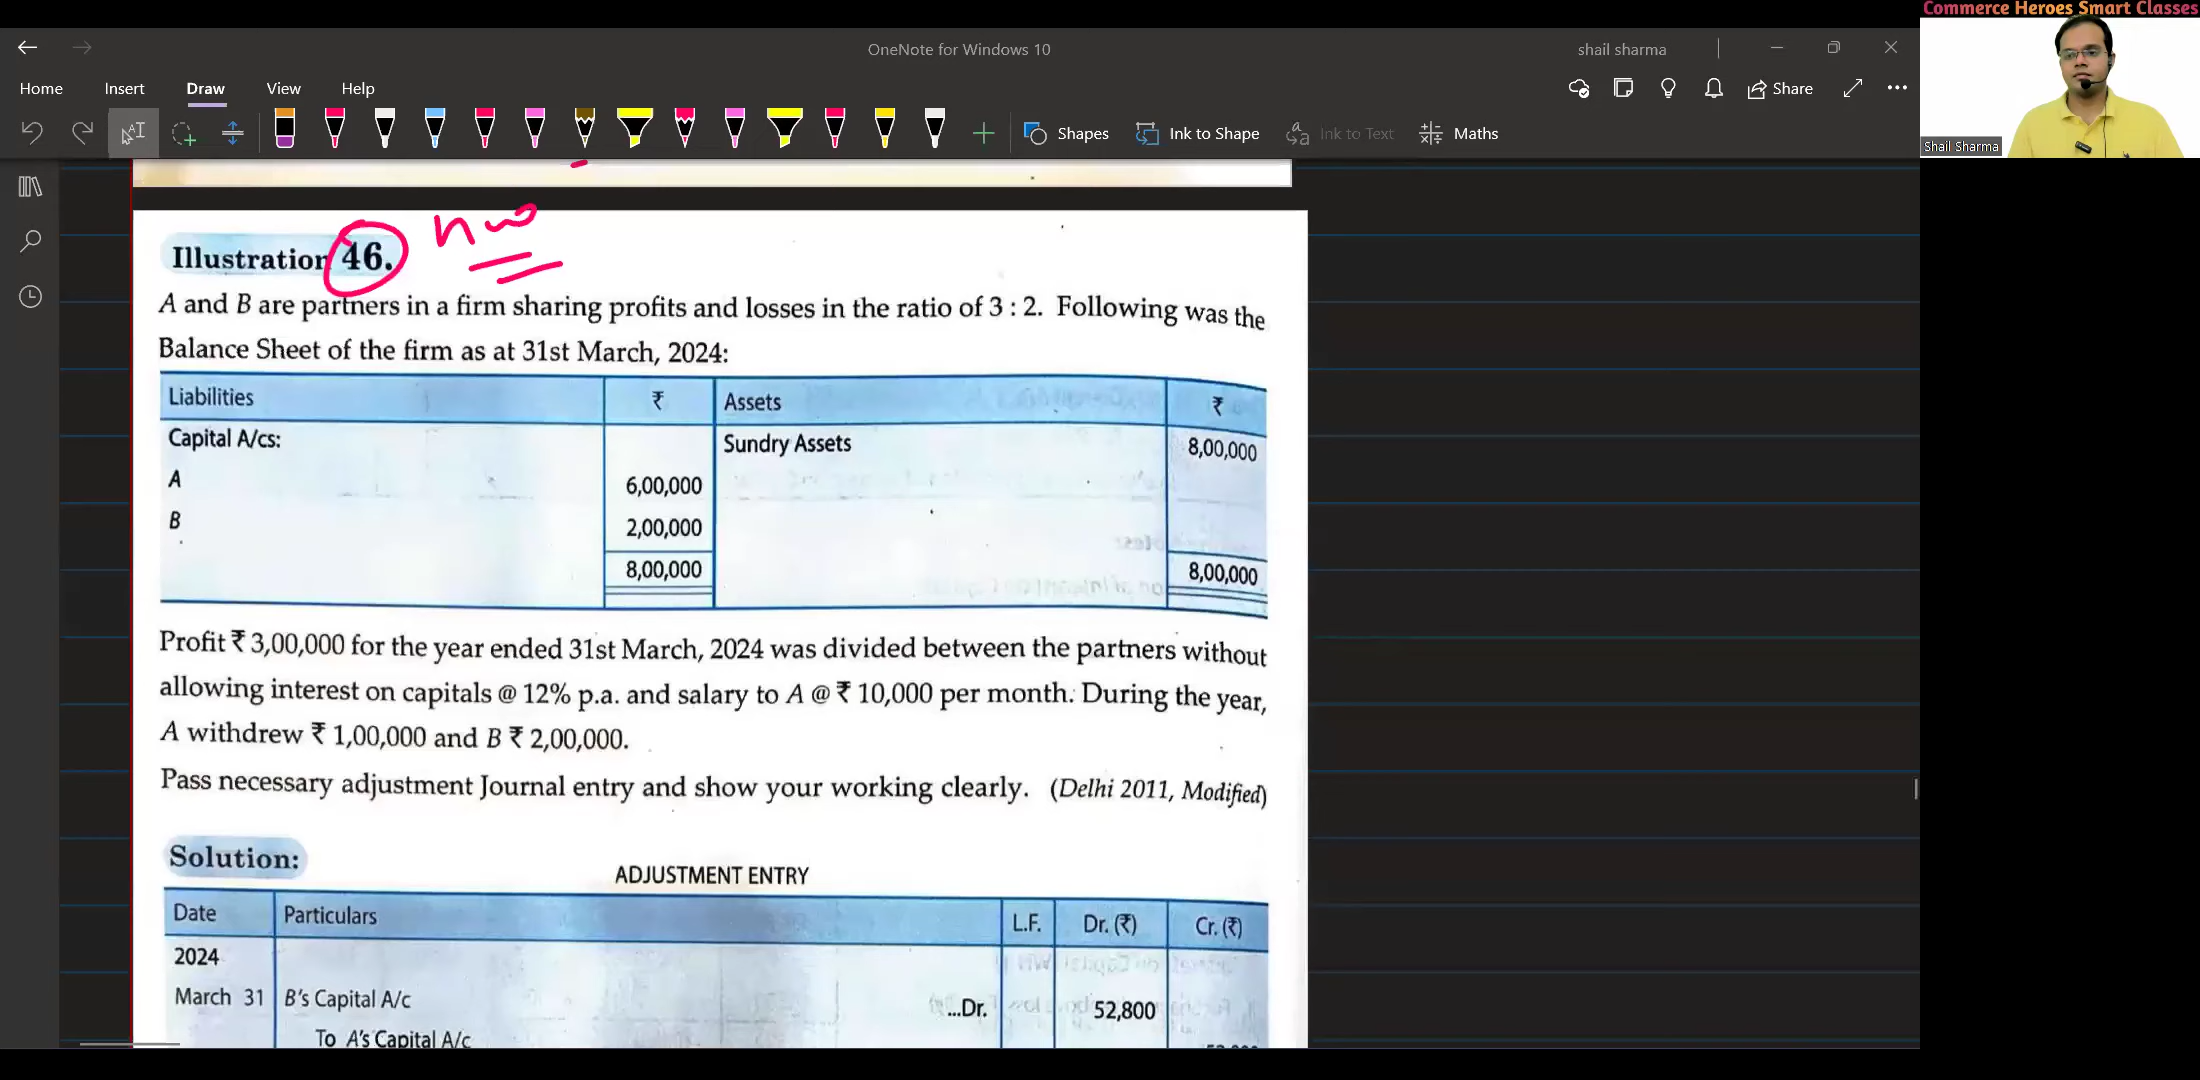 Commerce Heroes Smart Classes
OneNote for Windows 10
shail sharma
Home Insert Draw View Help
Share
Shapes Ink to Shape Ink to Text Maths
Shail Sharma
Illustration 46.
A and B are partners in a firm sharing profits and losses in the ratio of 3 : 2. Following was the
Balance Sheet of the firm as at 31st March, 2024:
Liabilities ₹ Assets ₹
Capital A/cs: Sundry Assets 8,00,000
A 6,00,000
B 2,00,000
8,00,000 8,00,000
Profit ₹ 3,00,000 for the year ended 31st March, 2024 was divided between the partners without
allowing interest on capitals @ 12% p.a. and salary to A @ ₹ 10,000 per month. During the year,
A withdrew ₹ 1,00,000 and B ₹ 2,00,000.
Pass necessary adjustment Journal entry and show your working clearly. (Delhi 2011, Modified)
Solution:
ADJUSTMENT ENTRY
Date Particulars L.F. Dr. (₹) Cr. (₹)
2024
March 31 B's Capital A/c ...Dr. 52,800
To A's Capital A/c